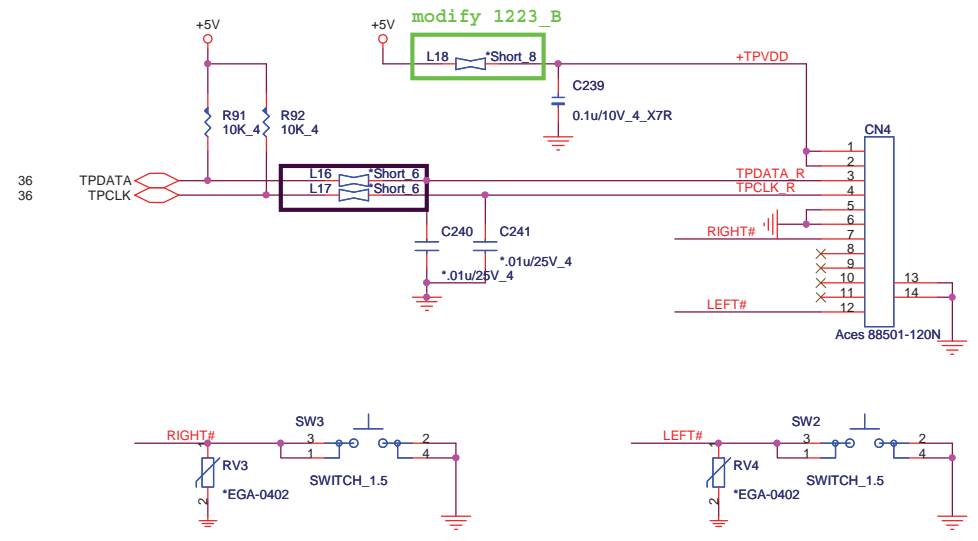 modify 1223_B
+5V
+5V
L18
*Short_8
+TPVDD
C239
0.1u/10V_4_X7R
R91
10K_4
R92
10K_4
CN4
1
2
3
4
5
6
7
8
9
10
11
12
13
14
36
TPDATA
36
TPCLK
L16
*Short_6
L17
*Short_6
TPDATA_R
TPCLK_R
C240
*.01u/25V_4
C241
*.01u/25V_4
RIGHT#
LEFT#
Aces 88501-120N
RIGHT#
SW3
3
1
2
4
SWITCH_1.5
1
RV3
*EGA-0402
2
LEFT#
SW2
3
1
2
4
SWITCH_1.5
1
RV4
*EGA-0402
2